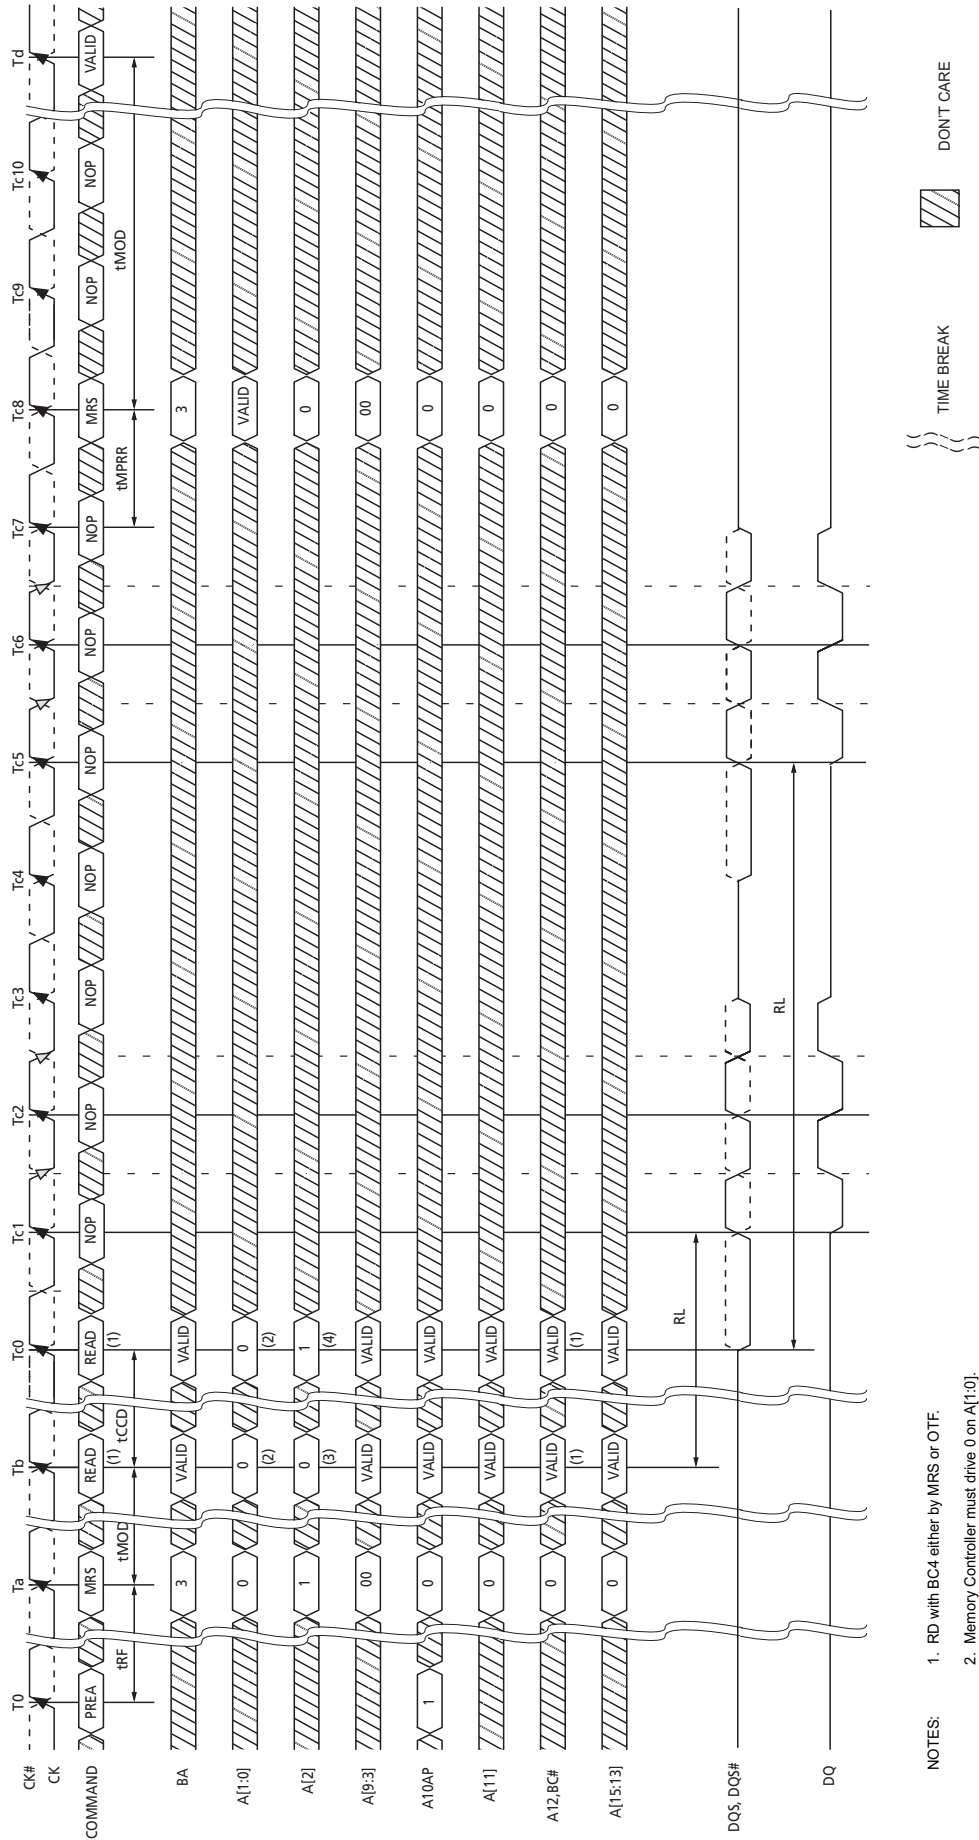 T0 Ta Tb Tc0 Tc1 Tc2 Tc3 Tc4 Tc5 Tc6 Tc7 Tc8 Tc9 Tc10 Td
CK#
CK
COMMAND PREA MRS READ READ NOP NOP NOP NOP NOP NOP NOP MRS NOP NOP VALID
(1) (1)
tRF tMOD tCCD tMPRR tMOD
BA 3 VALID VALID 3
A[1:0] 0 0 0 VALID
(2) (2)
A[2] 1 0 1 0
(3) (4)
A[9:3] 00 VALID VALID 00
A10AP 1 0 VALID VALID 0
A[11] 0 VALID VALID 0
A12,BC# 0 VALID VALID 0
(1) (1)
A[15:13] 0 VALID VALID 0
RL
DQS, DQS#
RL
DQ
NOTES: 1. RD with BC4 either by MRS or OTF. TIME BREAK DON'T CARE
2. Memory Controller must drive 0 on A[1:0].